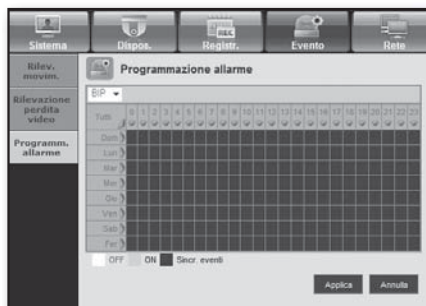 Sistema Dispos. Registr. Evento Rete
REC
Rilev. movim.
Rilevazione perdita video
Programm. allarme
Programmazione allarme
BIP
Tutti 0 1 2 3 4 5 6 7 8 9 10 11 12 13 14 15 16 17 18 19 20 21 22 23
Dom
Lun
Mar
Mer
Gio
Ven
Sab
Fer
OFF ON Sincr. eventi
Applica Annulla